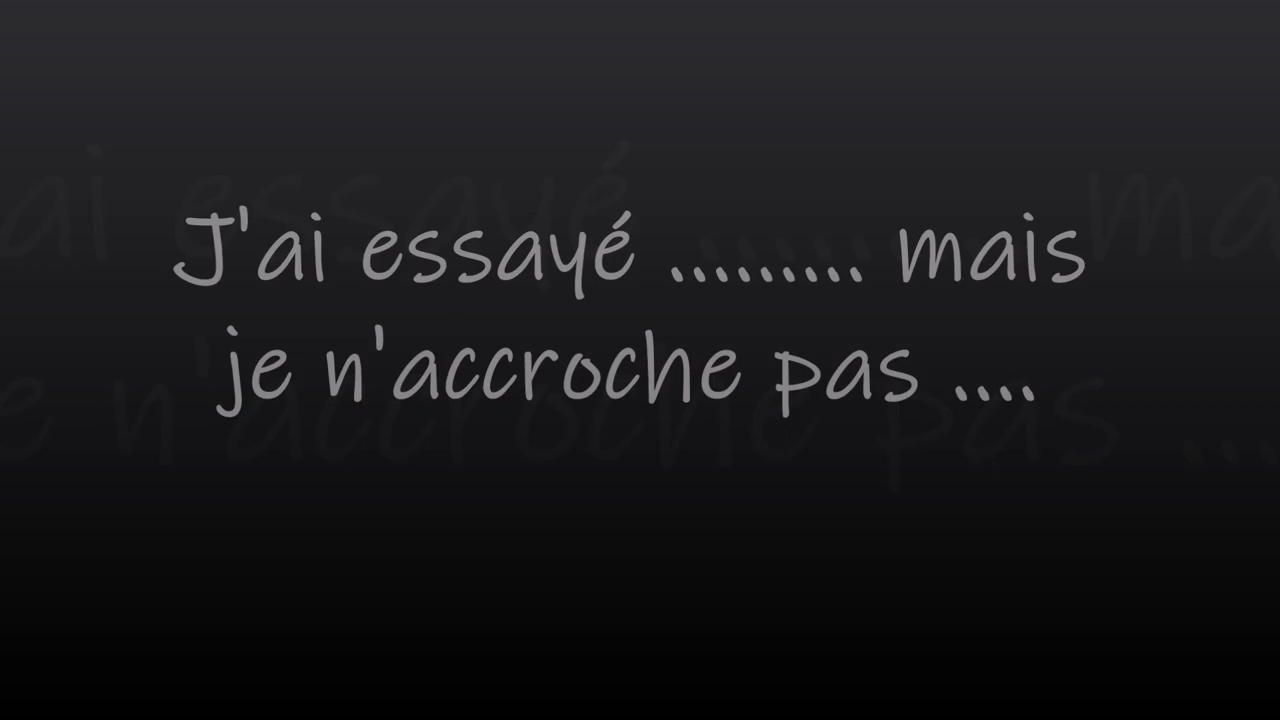 J'ai essayé ......... mais
je n'accroche pas ....